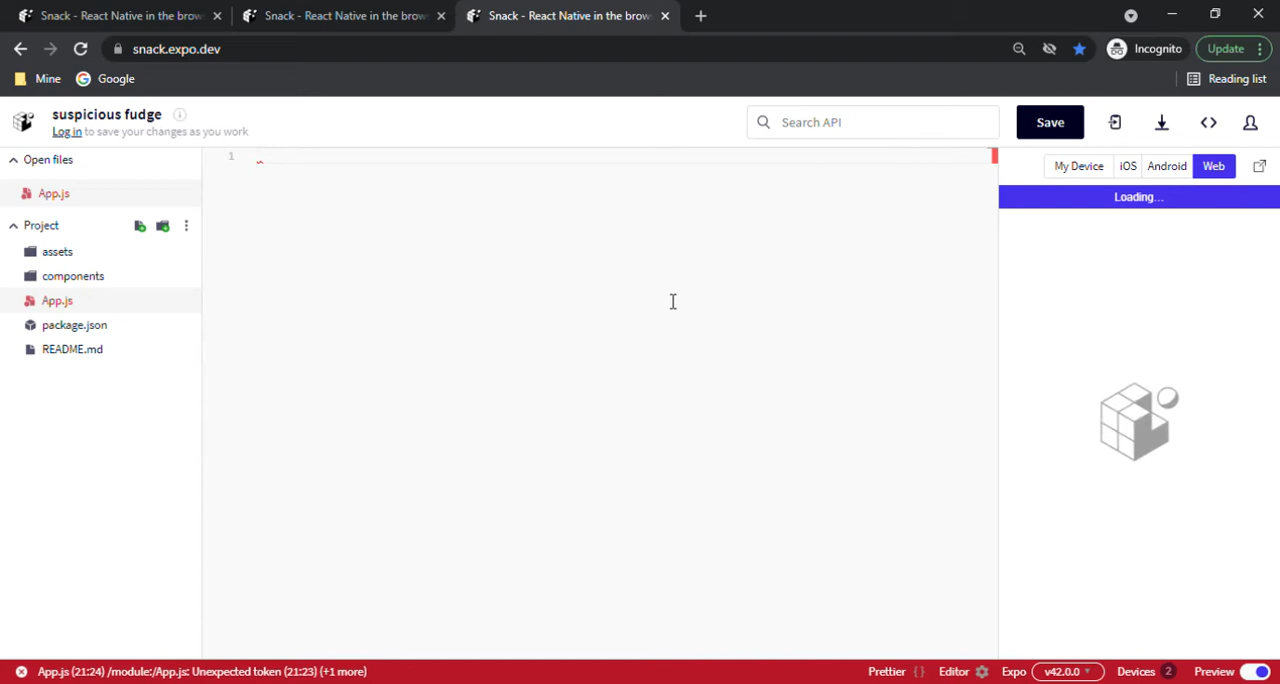 Snack - React Native in the brow
Snack - React Native in the brow
Snack - React Native in the brow
snack.expo.dev
Incognito
Update
Mine
Google
Reading list
suspicious fudge
Log in to save your changes as you work
Search API
Save
Open files
1
My Device
iOS
Android
Web
App.js
Loading...
Project
assets
components
App.js
package.json
README.md
App.js (21:24) /module:/App.js: Unexpected token (21:23) (+1 more)
Prettier { }
Editor
Expo
v42.0.0
Devices
2
Preview